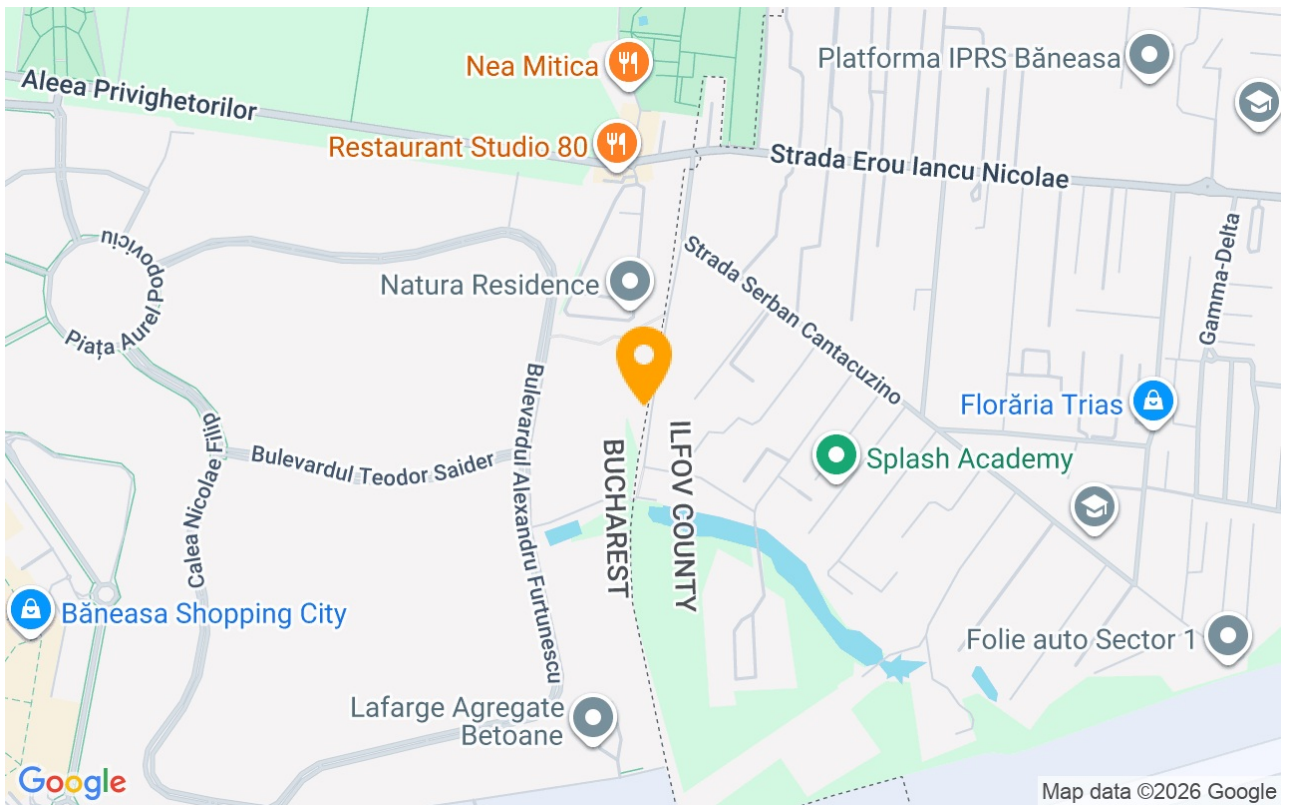 Nea Mitica
Platforma IPRS Băneasa
Aleea Privighetorilor
Restaurant Studio 80
Strada Erou Iancu Nicolae
Piața Aurel Popoviciu
Natura Residence
Strada Serban Cantacuzino
Gamma-Delta
Bulevardul Alexandru Furtunescu
Florăria Trias
Calea Nicolae Filip
Bulevardul Teodor Saider
BUCHAREST
ILFOV COUNTY
Splash Academy
Băneasa Shopping City
Folie auto Sector 1
Lafarge Agregate
Betoane
Google
Map data ©2026 Google